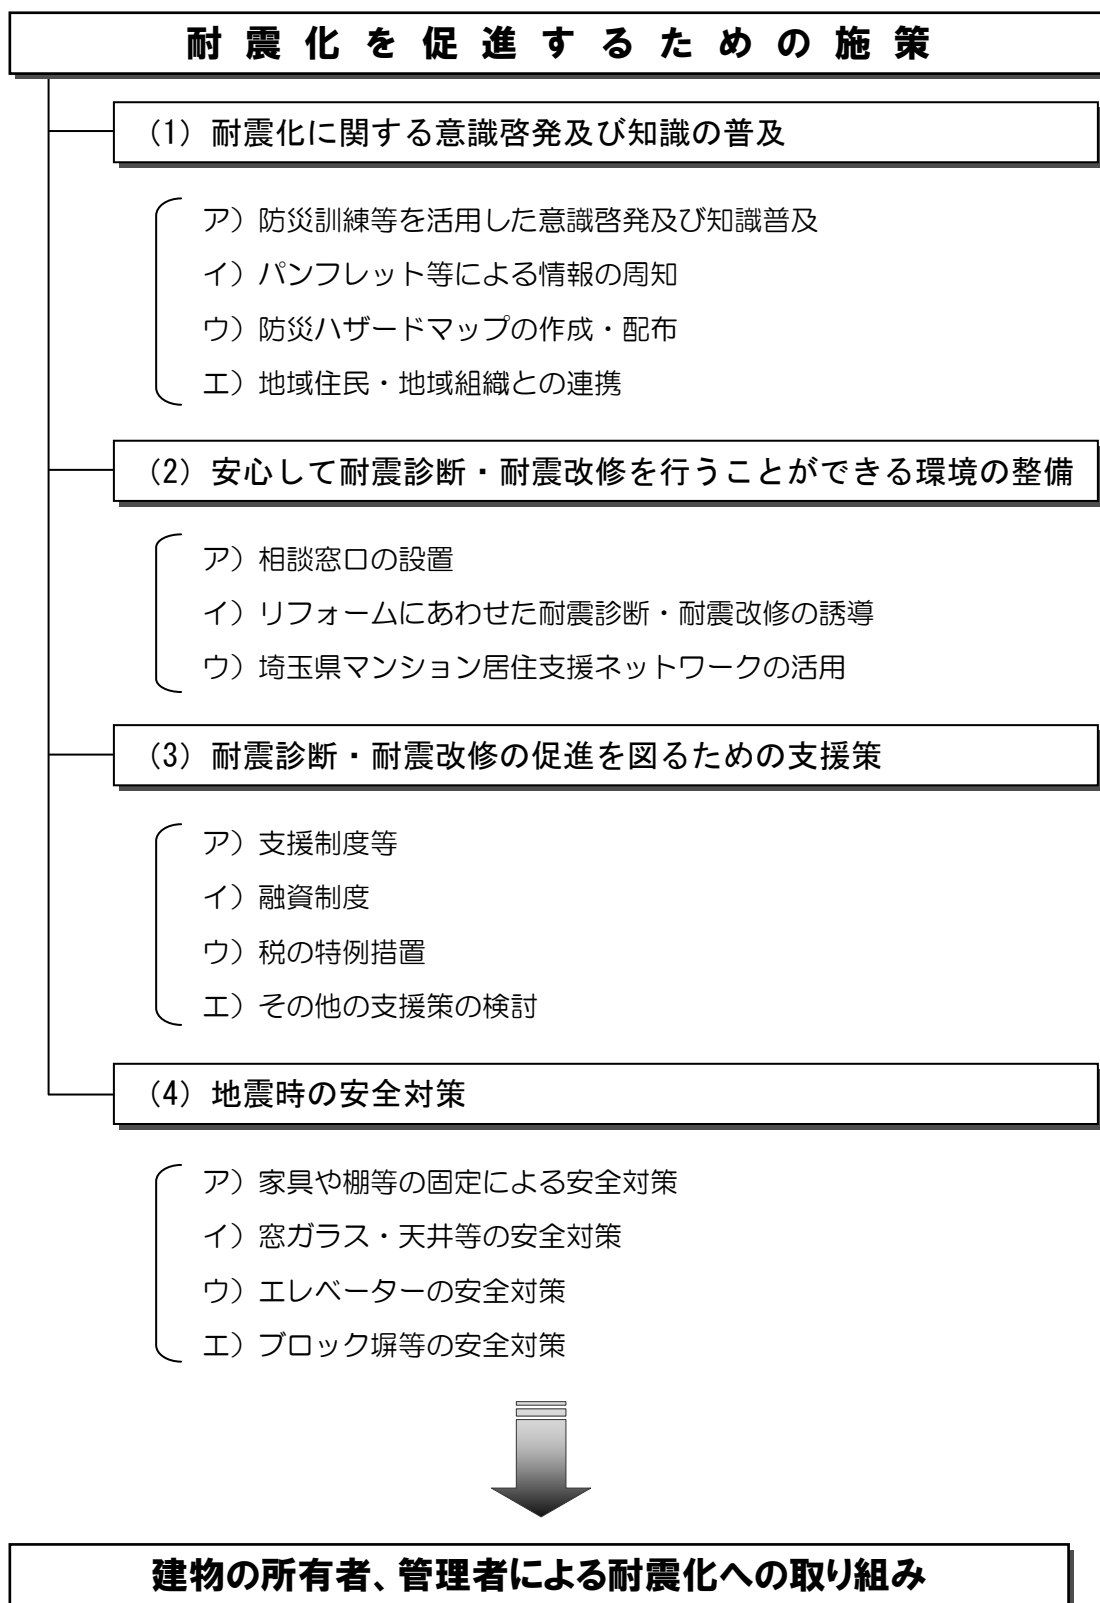 耐震化を促進するための施策
(1) 耐震化に関する意識啓発及び知識の普及
ア）防災訓練等を活用した意識啓発及び知識普及
イ）パンフレット等による情報の周知
ウ）防災ハザードマップの作成・配布
エ）地域住民・地域組織との連携
(2) 安心して耐震診断・耐震改修を行うことができる環境の整備
ア）相談窓口の設置
イ）リフォームにあわせた耐震診断・耐震改修の誘導
ウ）埼玉県マンション居住支援ネットワークの活用
(3) 耐震診断・耐震改修の促進を図るための支援策
ア）支援制度等
イ）融資制度
ウ）税の特例措置
エ）その他の支援策の検討
(4) 地震時の安全対策
ア）家具や棚等の固定による安全対策
イ）窓ガラス・天井等の安全対策
ウ）エレベーターの安全対策
エ）ブロック塀等の安全対策
建物の所有者、管理者による耐震化への取り組み